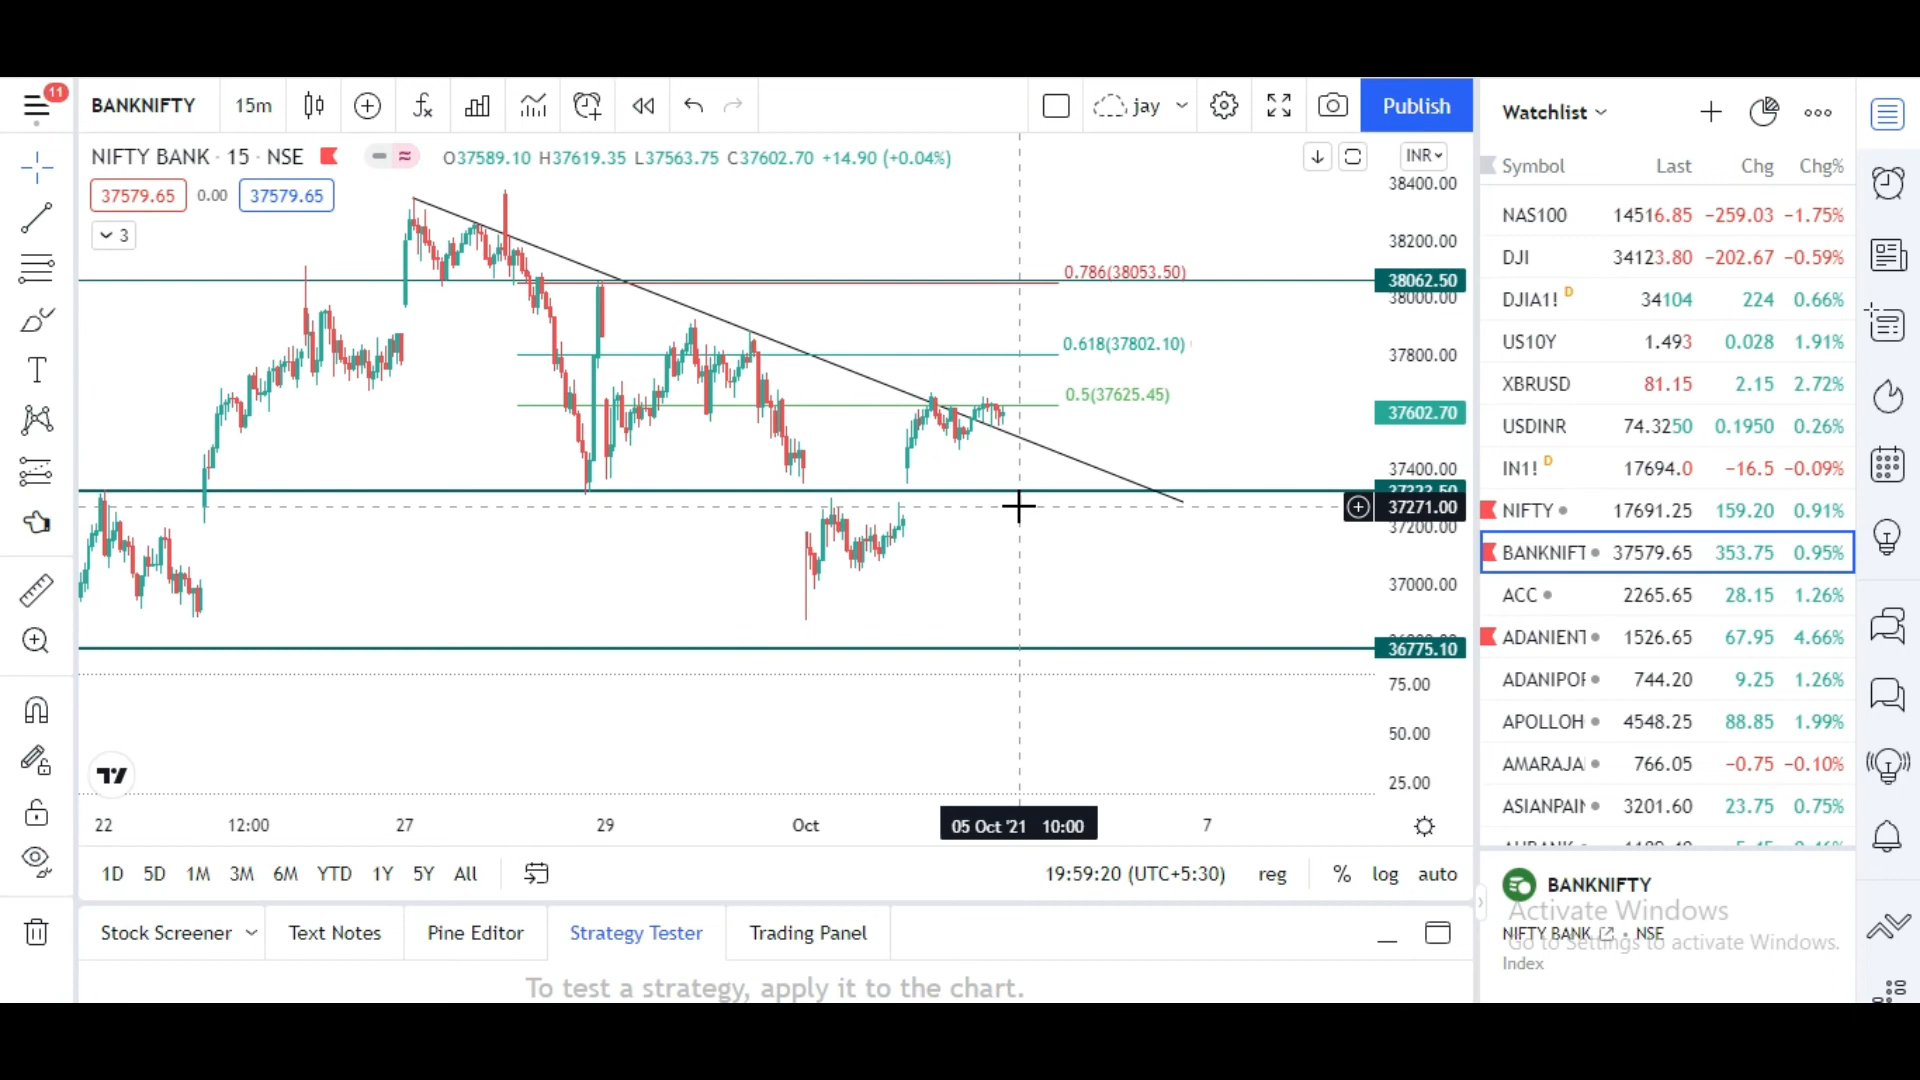 11
BANKNIFTY 15m jay Publish
NIFTY BANK · 15 · NSE O37589.10 H37619.35 L37563.75 C37602.70 +14.90 (+0.04%)
37579.65 0.00 37579.65
3
INR
38400.00
38200.00
0.786(38053.50)
38062.50
38000.00
0.618(37802.10)
37800.00
0.5(37625.45)
37602.70
37400.00
37271.00
37200.00
37000.00
36775.10
75.00
50.00
25.00
22 12:00 27 29 Oct 05 Oct '21 10:00 7
1D 5D 1M 3M 6M YTD 1Y 5Y All 19:59:20 (UTC+5:30) reg % log auto
Stock Screener Text Notes Pine Editor Strategy Tester Trading Panel
To test a strategy, apply it to the chart.
Watchlist
Symbol Last Chg Chg%
NAS100 14516.85 −259.03 −1.75%
DJI 34123.80 −202.67 −0.59%
DJIA1! D 34104 224 0.66%
US10Y 1.493 0.028 1.91%
XBRUSD 81.15 2.15 2.72%
USDINR 74.3250 0.1950 0.26%
IN1! D 17694.0 −16.5 −0.09%
NIFTY 17691.25 159.20 0.91%
BANKNIFT 37579.65 353.75 0.95%
ACC 2265.65 28.15 1.26%
ADANIENT 1526.65 67.95 4.66%
ADANIPOR 744.20 9.25 1.26%
APOLLOH 4548.25 88.85 1.99%
AMARAJA 766.05 −0.75 −0.10%
ASIANPAIN 3201.60 23.75 0.75%
BANKNIFTY
Activate Windows
NIFTY BANK • NSE
Go to Settings to activate Windows.
Index